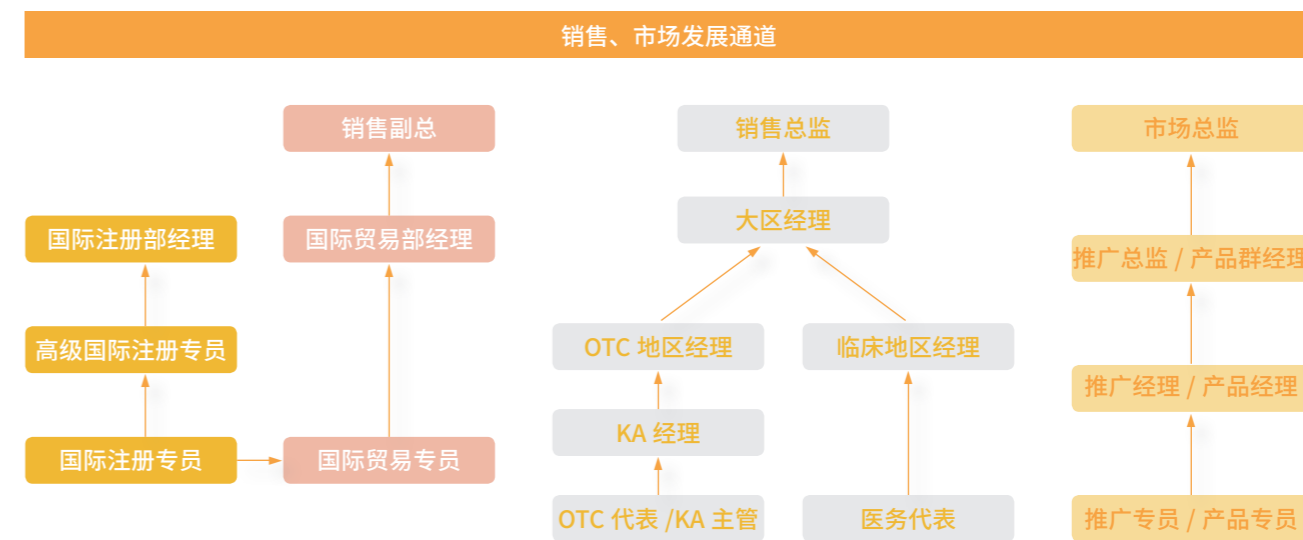 销售、市场发展通道
销售副总
销售总监
市场总监
大区经理
国际注册部经理
国际贸易部经理
推广总监 / 产品群经理
高级国际注册专员
OTC 地区经理
临床地区经理
推广经理 / 产品经理
KA 经理
国际注册专员
国际贸易专员
OTC 代表 /KA 主管
医务代表
推广专员 / 产品专员